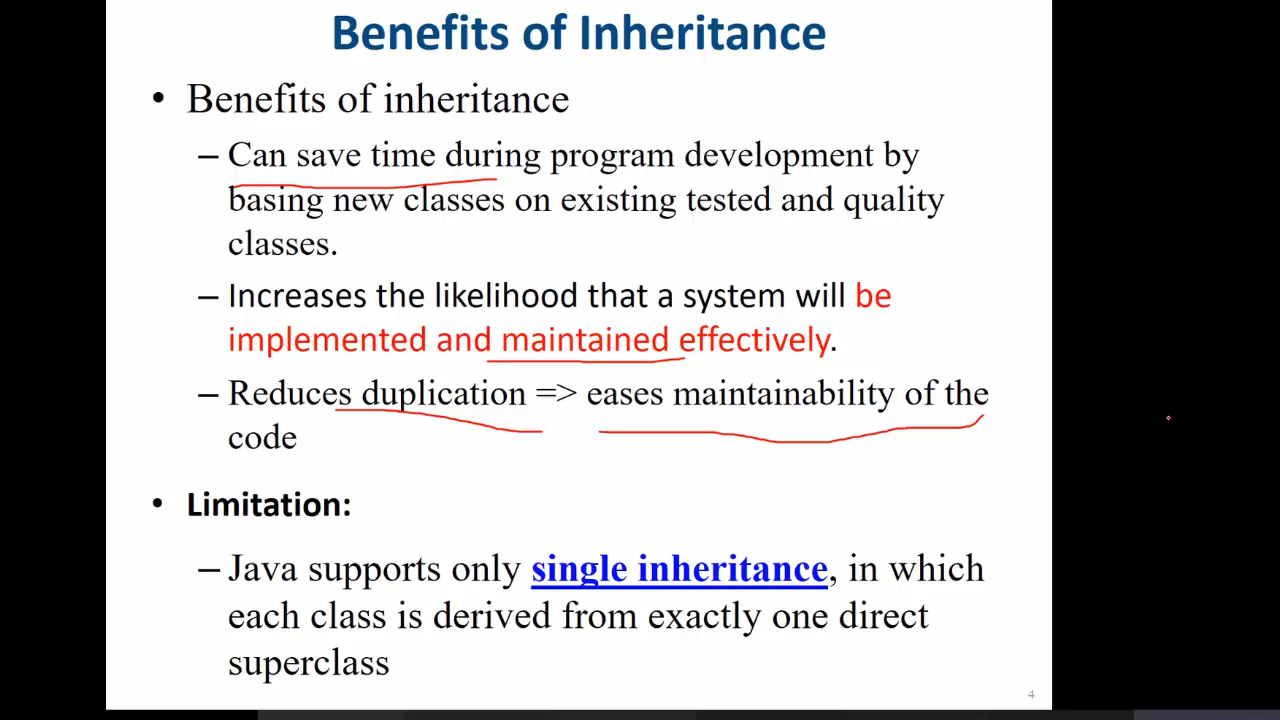 Benefits of Inheritance
• Benefits of inheritance
– Can save time during program development by
basing new classes on existing tested and quality
classes.
– Increases the likelihood that a system will be
implemented and maintained effectively.
– Reduces duplication => eases maintainability of the
code
• Limitation:
– Java supports only single inheritance, in which
each class is derived from exactly one direct
superclass
4